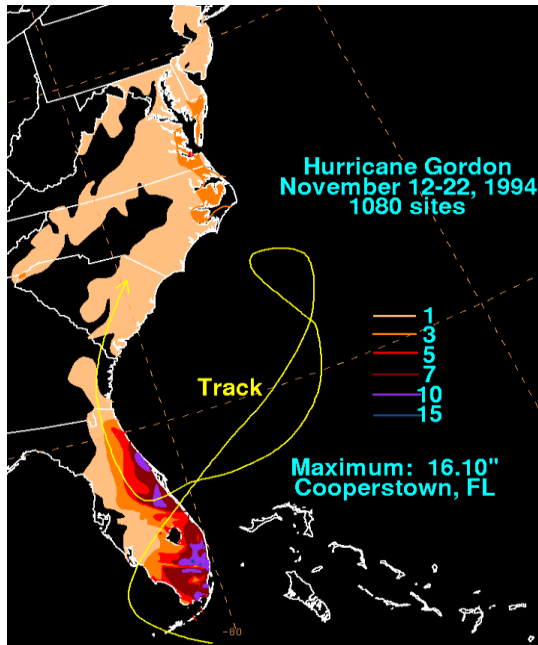 Hurricane Gordon
November 12-22, 1994
1080 sites
1
3
5
7
10
15
Track
Maximum: 16.10"
Cooperstown, FL
-80